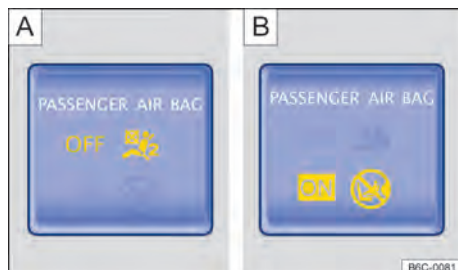 A
PASSENGER AIR BAG
OFF
B
PASSENGER AIR BAG
ON
B6C-0081